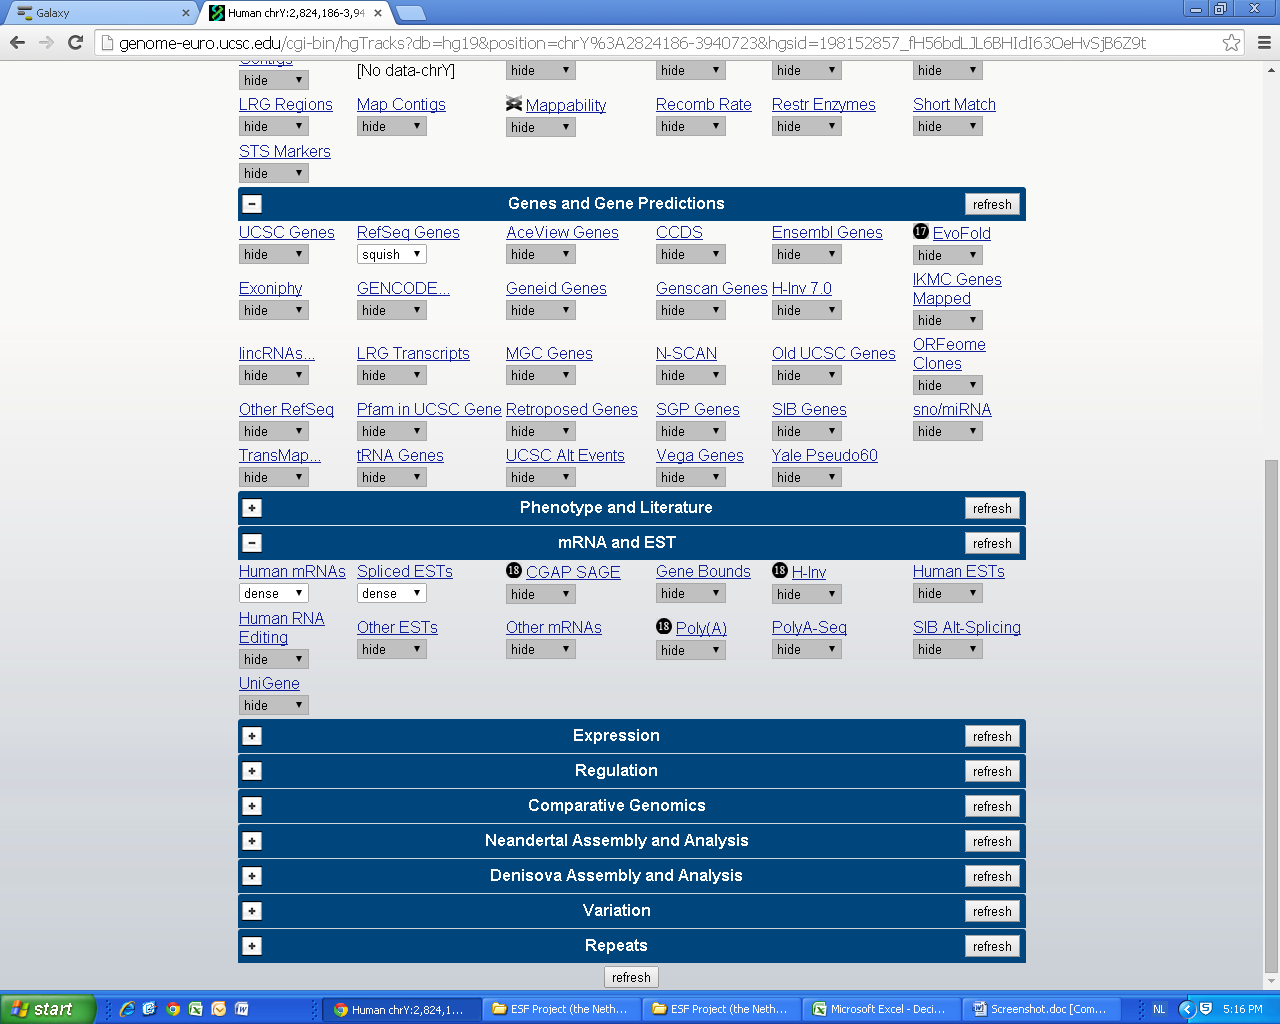 Galaxy
Human chrY:2,824,186-3,94
genome-euro.ucsc.edu/cgi-bin/hgTracks?db=hg19&position=chrY%3A2824186-3940723&hgsid=198152857_fH56bdLJL6BHIdI63OeHvSjB6Z9t
hide [No data-chrY] hide hide hide hide
LRG Regions Map Contigs Mappability Recomb Rate Restr Enzymes Short Match
hide hide hide hide hide hide
STS Markers
hide
Genes and Gene Predictions refresh
UCSC Genes RefSeq Genes AceView Genes CCDS Ensembl Genes 17 EvoFold
hide squish hide hide hide hide
Exoniphy GENCODE... Geneid Genes Genscan Genes H-Inv 7.0 IKMC Genes
Mapped
hide hide hide hide hide hide
lincRNAs... LRG Transcripts MGC Genes N-SCAN Old UCSC Genes ORFeome
Clones
hide hide hide hide hide hide
Other RefSeq Pfam in UCSC Gene Retroposed Genes SGP Genes SIB Genes sno/miRNA
hide hide hide hide hide hide
TransMap... tRNA Genes UCSC Alt Events Vega Genes Yale Pseudo60
hide hide hide hide hide
Phenotype and Literature refresh
mRNA and EST refresh
Human mRNAs Spliced ESTs 18 CGAP SAGE Gene Bounds 18 H-Inv Human ESTs
dense dense hide hide hide hide
Human RNA
Editing Other ESTs Other mRNAs 18 Poly(A) PolyA-Seq SIB Alt-Splicing
hide hide hide hide hide hide
UniGene
hide
Expression refresh
Regulation refresh
Comparative Genomics refresh
Neandertal Assembly and Analysis refresh
Denisova Assembly and Analysis refresh
Variation refresh
Repeats refresh
refresh
start Human chrY:2,824,1... ESF Project (the Neth... ESF Project (the Neth... Microsoft Excel - Deci... Screenshot.doc [Com... NL 5:16 PM